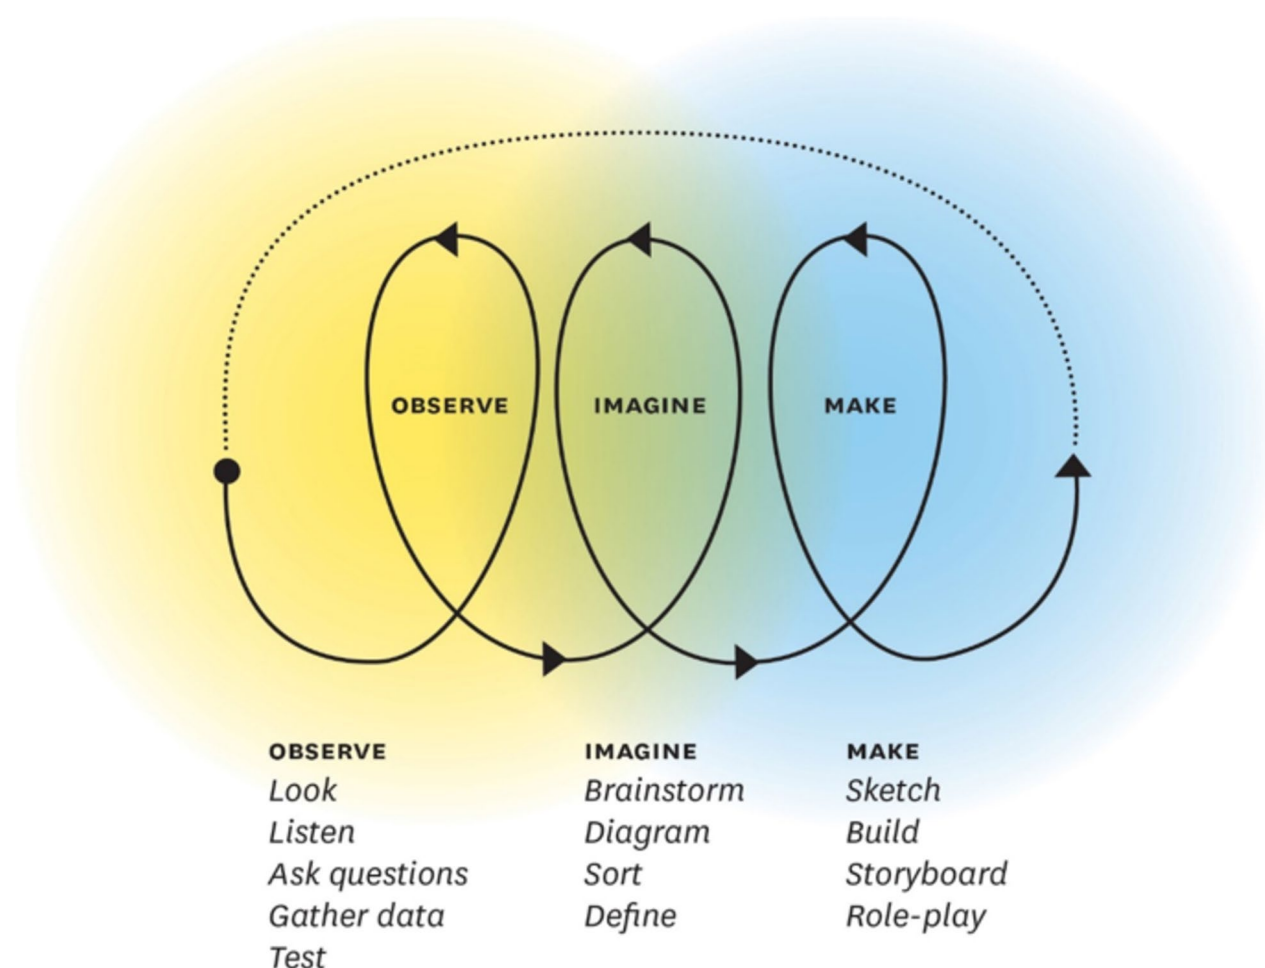 OBSERVE
IMAGINE
MAKE
OBSERVE
Look
Listen
Ask questions
Gather data
Test
IMAGINE
Brainstorm
Diagram
Sort
Define
MAKE
Sketch
Build
Storyboard
Role-play